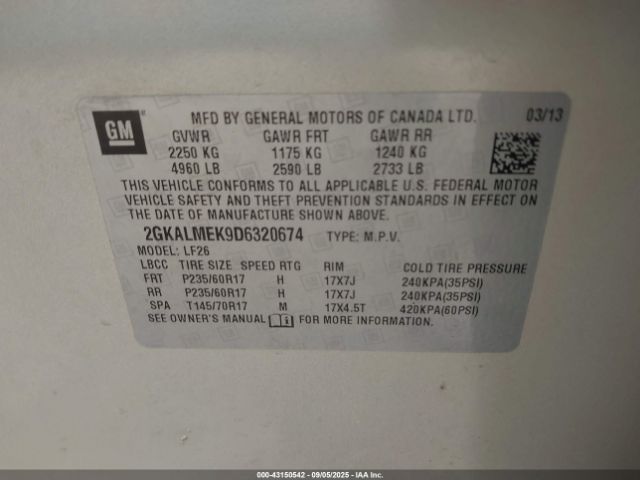 GM
MFD BY GENERAL MOTORS OF CANADA LTD. 03/13
GVWR GAWR FRT GAWR RR
2250 KG 1175 KG 1240 KG
4960 LB 2590 LB 2733 LB
THIS VEHICLE CONFORMS TO ALL APPLICABLE U.S. FEDERAL MOTOR
VEHICLE SAFETY AND THEFT PREVENTION STANDARDS IN EFFECT ON
THE DATE OF MANUFACTURE SHOWN ABOVE.
2GKALMEK9D6320674 TYPE: M.P.V.
MODEL: LF26
LBCC TIRE SIZE SPEED RTG RIM COLD TIRE PRESSURE
FRT P235/60R17 H 17X7J 240KPA(35PSI)
RR P235/60R17 H 17X7J 240KPA(35PSI)
SPA T145/70R17 M 17X4.5T 420KPA(60PSI)
SEE OWNER'S MANUAL FOR MORE INFORMATION.
000-43150542 - 09/05/2025 - IAAI.com